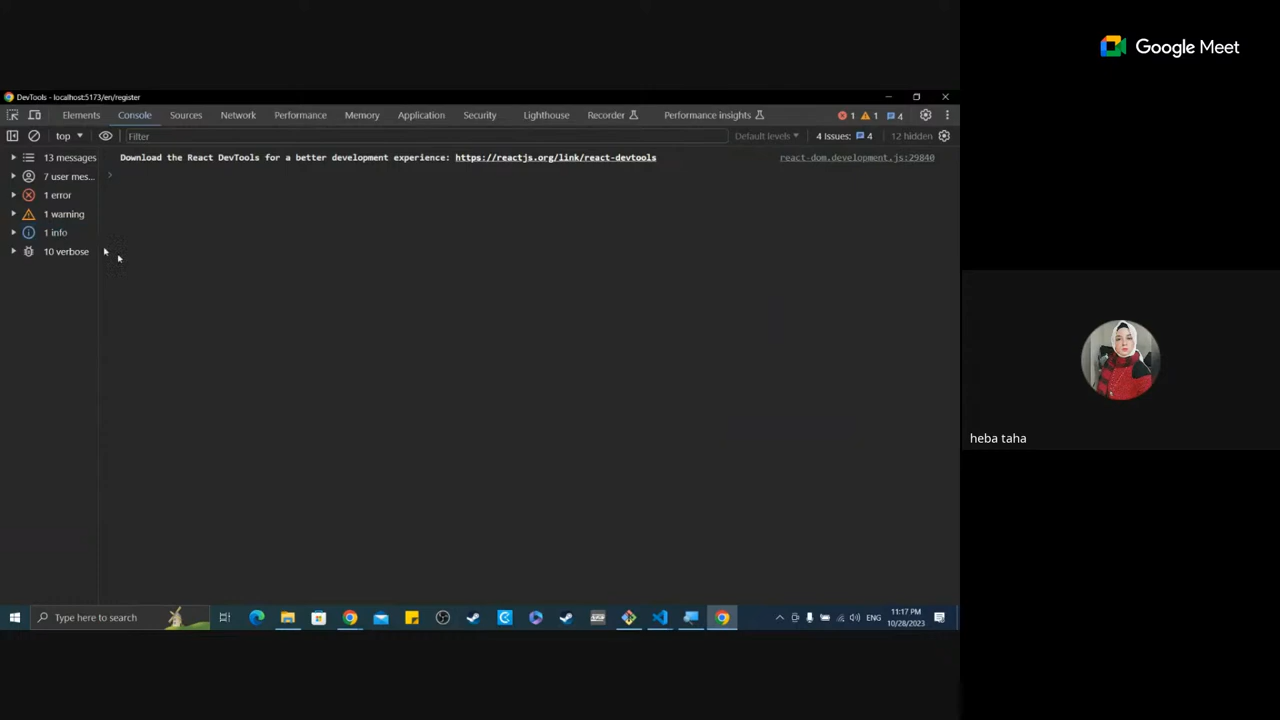 Google Meet
DevTools - localhost:5173/en/register
Elements Console Sources Network Performance Memory Application Security Lighthouse Recorder Performance insights 1 1 4
top Filter Default levels 4 Issues: 4 12 hidden
13 messages
Download the React DevTools for a better development experience: https://reactjs.org/link/react-devtools react-dom.development.js:29840
7 user mes...
1 error
1 warning
1 info
10 verbose
heba taha
Type here to search
ENG
11:17 PM
10/28/2023